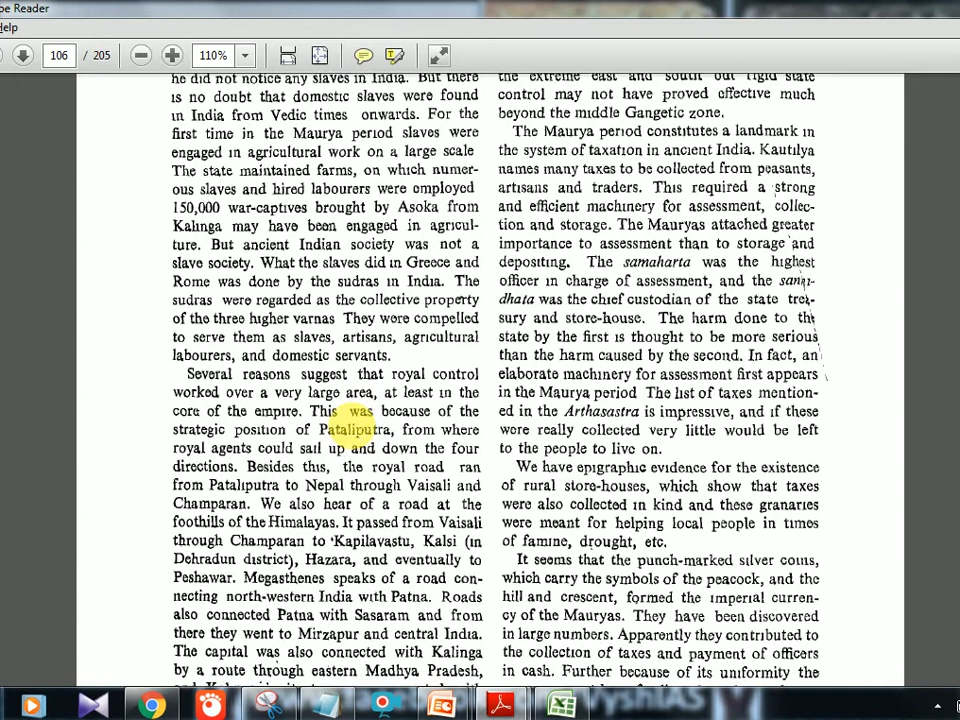 be Reader
Help
106 / 205 110%
he did not notice any slaves in India. But there
is no doubt that domestic slaves were found
in India from Vedic times onwards. For the
first time in the Maurya period slaves were
engaged in agricultural work on a large scale
The state maintained farms, on which numer-
ous slaves and hired labourers were employed
150,000 war-captives brought by Asoka from
Kalinga may have been engaged in agricul-
ture. But ancient Indian society was not a
slave society. What the slaves did in Greece and
Rome was done by the sudras in India. The
sudras were regarded as the collective property
of the three higher varnas They were compelled
to serve them as slaves, artisans, agricultural
labourers, and domestic servants.
Several reasons suggest that royal control
worked over a very large area, at least in the
core of the empire. This was because of the
strategic position of Pataliputra, from where
royal agents could sail up and down the four
directions. Besides this, the royal road ran
from Pataliputra to Nepal through Vaisali and
Champaran. We also hear of a road at the
foothills of the Himalayas. It passed from Vaisali
through Champaran to Kapilavastu, Kalsi (in
Dehradun district), Hazara, and eventually to
Peshawar. Megasthenes speaks of a road con-
necting north-western India with Patna. Roads
also connected Patna with Sasaram and from
there they went to Mirzapur and central India.
The capital was also connected with Kalinga
by a route through eastern Madhya Pradesh,
the extreme east and south but rigid state
control may not have proved effective much
beyond the middle Gangetic zone.
The Maurya period constitutes a landmark in
the system of taxation in ancient India. Kautilya
names many taxes to be collected from peasants,
artisans and traders. This required a strong
and efficient machinery for assessment, collec-
tion and storage. The Mauryas attached greater
importance to assessment than to storage and
depositing. The samaharta was the highest
officer in charge of assessment, and the sanni-
dhata was the chief custodian of the state trea-
sury and store-house. The harm done to the
state by the first is thought to be more serious
than the harm caused by the second. In fact, an
elaborate machinery for assessment first appears
in the Maurya period The list of taxes mention-
ed in the Arthasastra is impressive, and if these
were really collected very little would be left
to the people to live on.
We have epigraphic evidence for the existence
of rural store-houses, which show that taxes
were also collected in kind and these granaries
were meant for helping local people in times
of famine, drought, etc.
It seems that the punch-marked silver coins,
which carry the symbols of the peacock, and the
hill and crescent, formed the imperial curren-
cy of the Mauryas. They have been discovered
in large numbers. Apparently they contributed to
the collection of taxes and payment of officers
in cash. Further because of its uniformity the